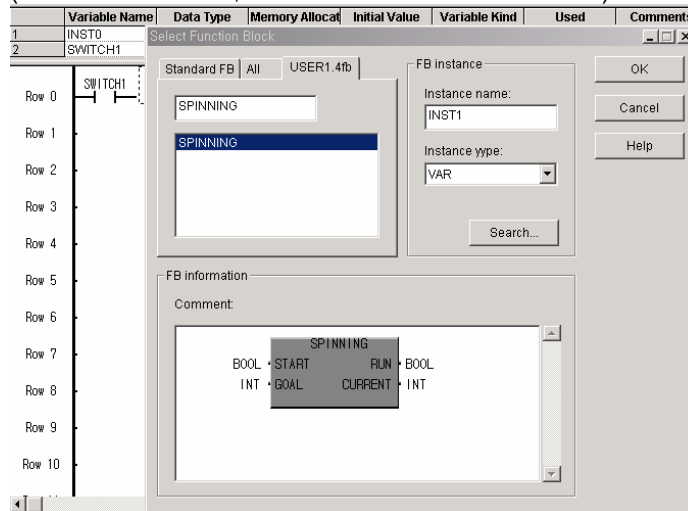 Variable Name Data Type Memory Allocat Initial Value Variable Kind Used Comments
1 INST0
2 SWITCH1
Select Function Block
Standard FB All USER1.4fb
SPINNING
SPINNING
FB instance
Instance name:
INST1
Instance yype:
VAR
Search...
OK
Cancel
Help
SWITCH1
Row 0
Row 1
Row 2
Row 3
Row 4
Row 5
Row 6
Row 7
Row 8
Row 9
Row 10
FB information
Comment:
SPINNING
BOOL START RUN BOOL
INT GOAL CURRENT INT